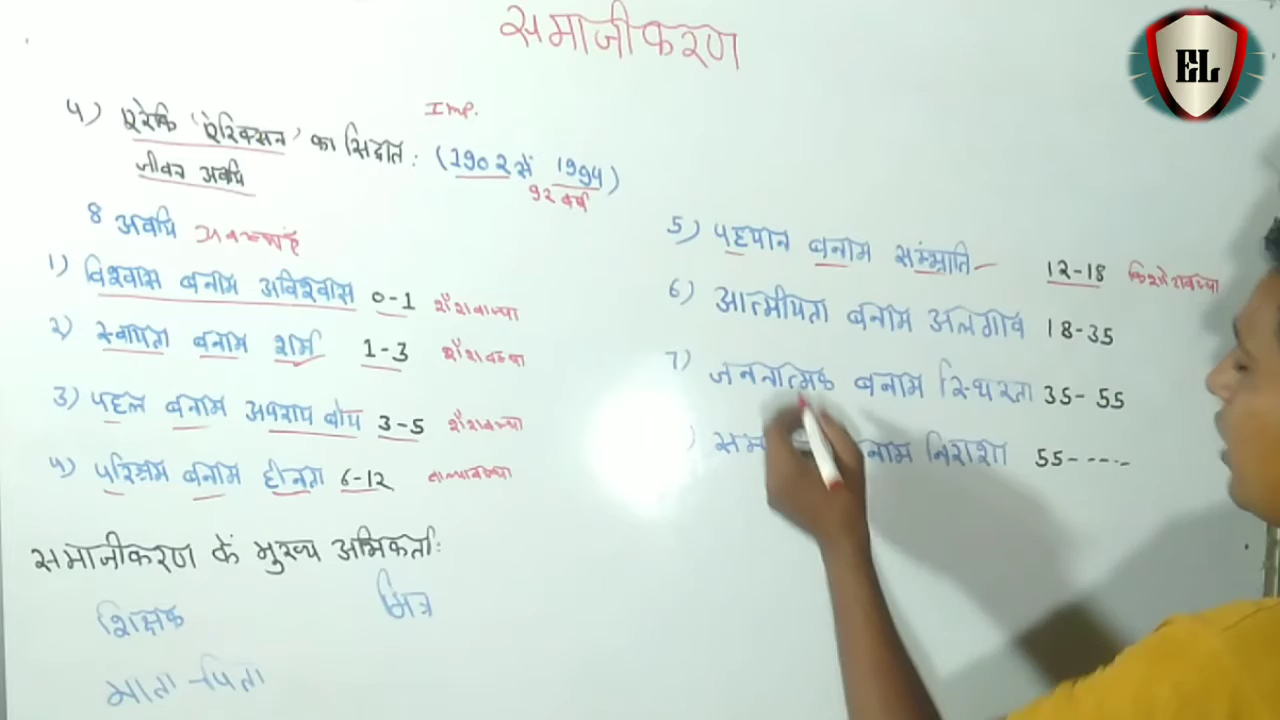 समाजीकरण
EL
Imp.
4) एरिक 'ऐरिक्सन' का सिद्धांत : (1902 से 1994)
जीवन अवधि
92 वर्ष
8 अवधि अवस्थाएं
1) विश्वास बनाम अविश्वास 0-1 शैशवावस्था
2) स्वायता बनाम शर्म 1-3 शैशवावस्था
3) पहल बनाम अपराध बोध 3-5 शैशवावस्था
4) परिश्रम बनाम हीनता 6-12 बाल्यावस्था
5) पहचान बनाम सम्भ्रांति 12-18 किशोरावस्था
6) आत्मीयता बनाम अलगाव 18-35
7) जननात्मक बनाम स्थिरता 35-55
निराशा 55-----
समाजीकरण के मुख्य अभिकर्ता:
शिक्षक मित्र
माता-पिता